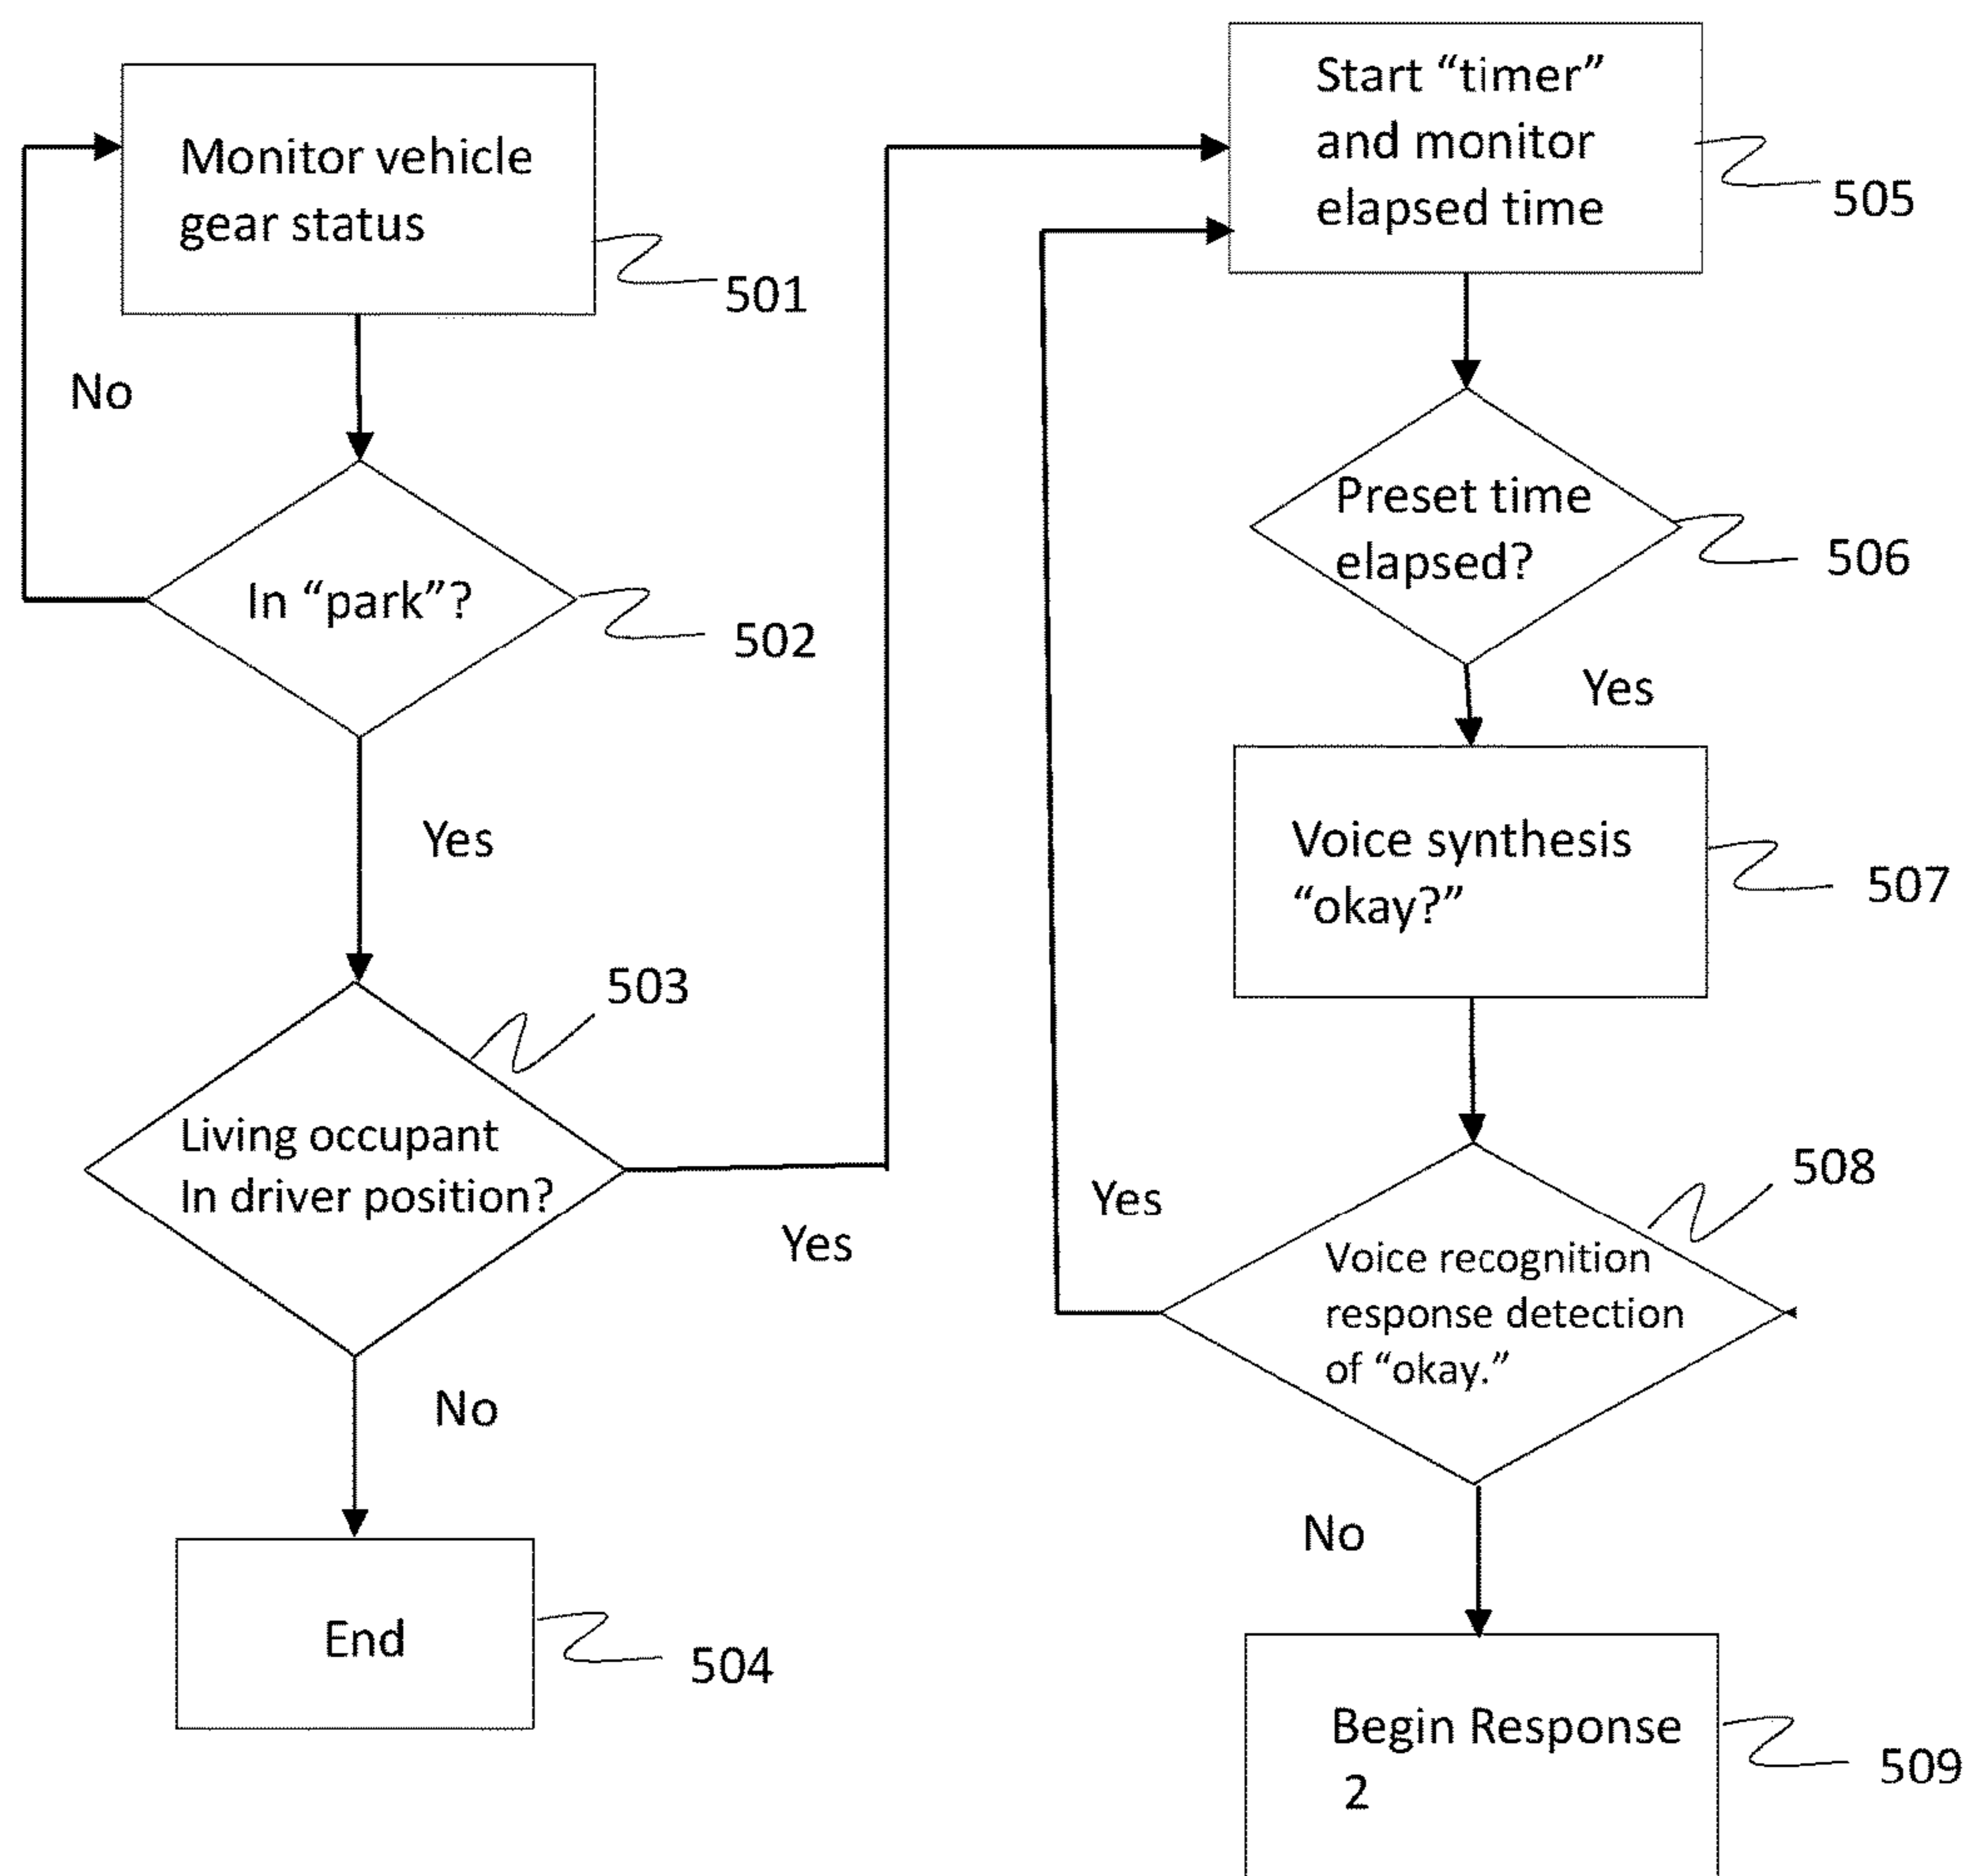 Monitor vehicle
gear status
501
No
In “park”?
502
Yes
503
Living occupant
In driver position?
Yes
No
End
504
Start “timer”
and monitor
elapsed time
505
Preset time
elapsed?
506
Yes
Voice synthesis
“okay?”
507
508
Yes
Voice recognition
response detection
of “okay.”
No
Begin Response
2
509